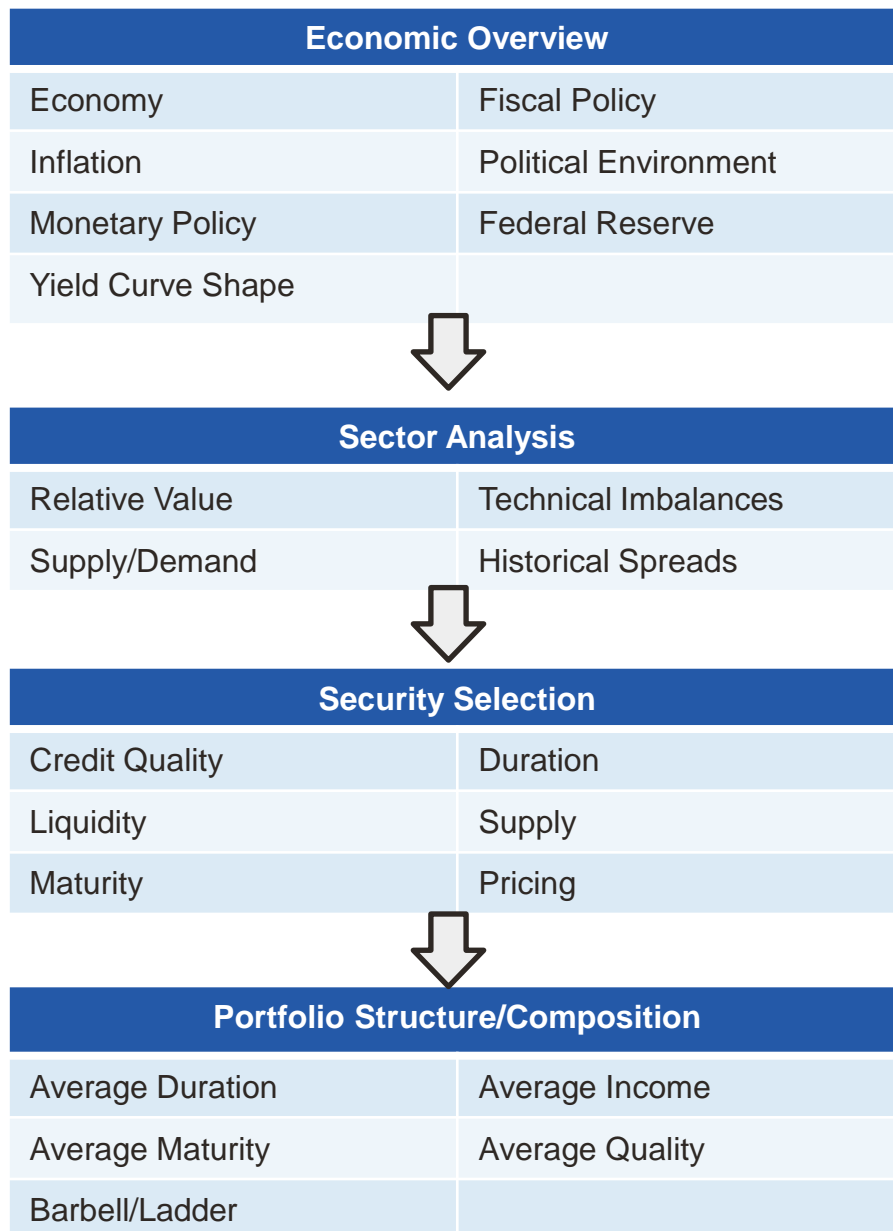 Economic Overview
Economy Fiscal Policy
Inflation Political Environment
Monetary Policy Federal Reserve
Yield Curve Shape
Sector Analysis
Relative Value Technical Imbalances
Supply/Demand Historical Spreads
Security Selection
Credit Quality Duration
Liquidity Supply
Maturity Pricing
Portfolio Structure/Composition
Average Duration Average Income
Average Maturity Average Quality
Barbell/Ladder